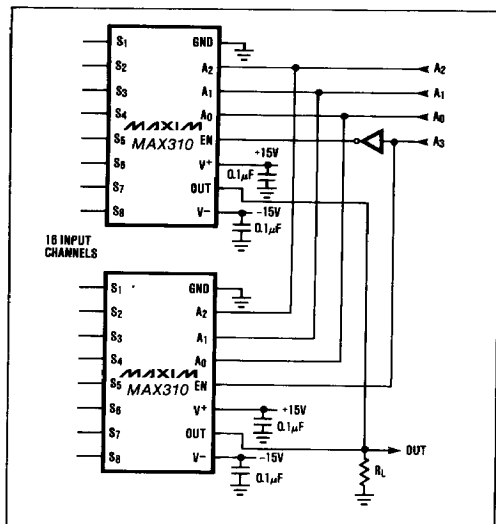 S1 GND
S2 A2 A2
S3 A1 A1
S4 A0 A0
MAXIM
S5 EN A3
MAX310
S6 V+ +15V
0.1µF
S7 OUT
S8 V− −15V
0.1µF
16 INPUT
CHANNELS
S1 GND
S2 A2
S3 A1
S4 A0
MAXIM
S5 EN
MAX310
S6 V+ +15V
0.1µF
S7 OUT
OUT
S8 V− −15V
0.1µF
RL